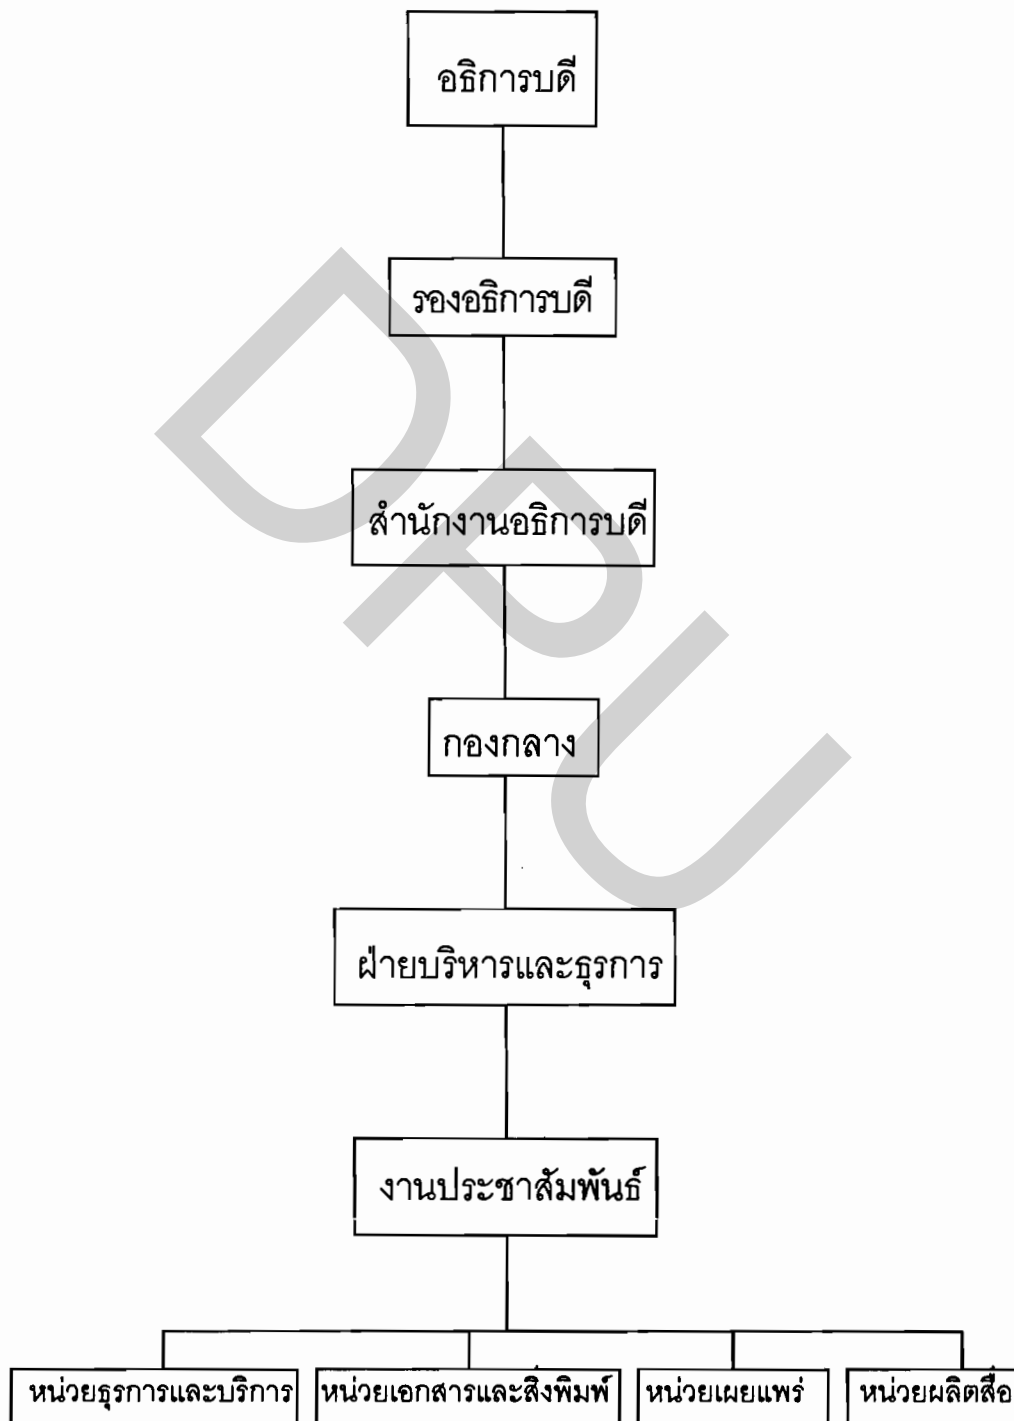 อธิการบดี
รองอธิการบดี
สำนักงานอธิการบดี
กองกลาง
ฝ่ายบริหารและธุรการ
งานประชาสัมพันธ์
หน่วยธุรการและบริการ
หน่วยเอกสารและสิ่งพิมพ์
หน่วยเผยแพร่
หน่วยผลิตสื่อ
DPU